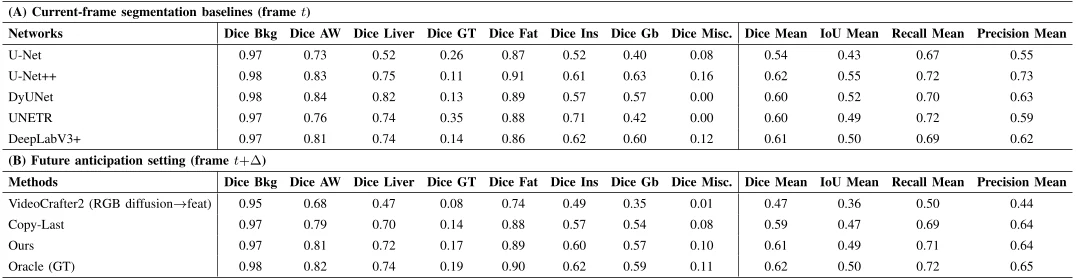 (A) Current-frame segmentation baselines (frame t)
Networks Dice Bkg Dice AW Dice Liver Dice GT Dice Fat Dice Ins Dice Gb Dice Misc. Dice Mean IoU Mean Recall Mean Precision Mean
U-Net 0.97 0.73 0.52 0.26 0.87 0.52 0.40 0.08 0.54 0.43 0.67 0.55
U-Net++ 0.98 0.83 0.75 0.11 0.91 0.61 0.63 0.16 0.62 0.55 0.72 0.73
DyUNet 0.98 0.84 0.82 0.13 0.89 0.57 0.57 0.00 0.60 0.52 0.70 0.63
UNETR 0.97 0.76 0.74 0.35 0.88 0.71 0.42 0.00 0.60 0.49 0.72 0.59
DeepLabV3+ 0.97 0.81 0.74 0.14 0.86 0.62 0.60 0.12 0.61 0.50 0.69 0.62
(B) Future anticipation setting (frame t+Δ)
Methods Dice Bkg Dice AW Dice Liver Dice GT Dice Fat Dice Ins Dice Gb Dice Misc. Dice Mean IoU Mean Recall Mean Precision Mean
VideoCrafter2 (RGB diffusion→feat) 0.95 0.68 0.47 0.08 0.74 0.49 0.35 0.01 0.47 0.36 0.50 0.44
Copy-Last 0.97 0.79 0.70 0.14 0.88 0.57 0.54 0.08 0.59 0.47 0.69 0.64
Ours 0.97 0.81 0.72 0.17 0.89 0.60 0.57 0.10 0.61 0.49 0.71 0.64
Oracle (GT) 0.98 0.82 0.74 0.19 0.90 0.62 0.59 0.11 0.62 0.50 0.72 0.65